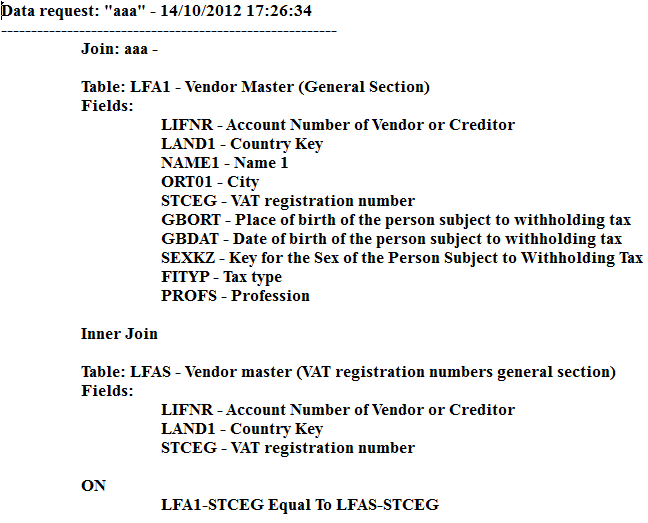 Data request: "aaa" - 14/10/2012 17:26:34
--------------------------------------------------------
Join: aaa -
Table: LFA1 - Vendor Master (General Section)
Fields:
LIFNR - Account Number of Vendor or Creditor
LAND1 - Country Key
NAME1 - Name 1
ORT01 - City
STCEG - VAT registration number
GBORT - Place of birth of the person subject to withholding tax
GBDAT - Date of birth of the person subject to withholding tax
SEXKZ - Key for the Sex of the Person Subject to Withholding Tax
FITYP - Tax type
PROFS - Profession
Inner Join
Table: LFAS - Vendor master (VAT registration numbers general section)
Fields:
LIFNR - Account Number of Vendor or Creditor
LAND1 - Country Key
STCEG - VAT registration number
ON
LFA1-STCEG Equal To LFAS-STCEG